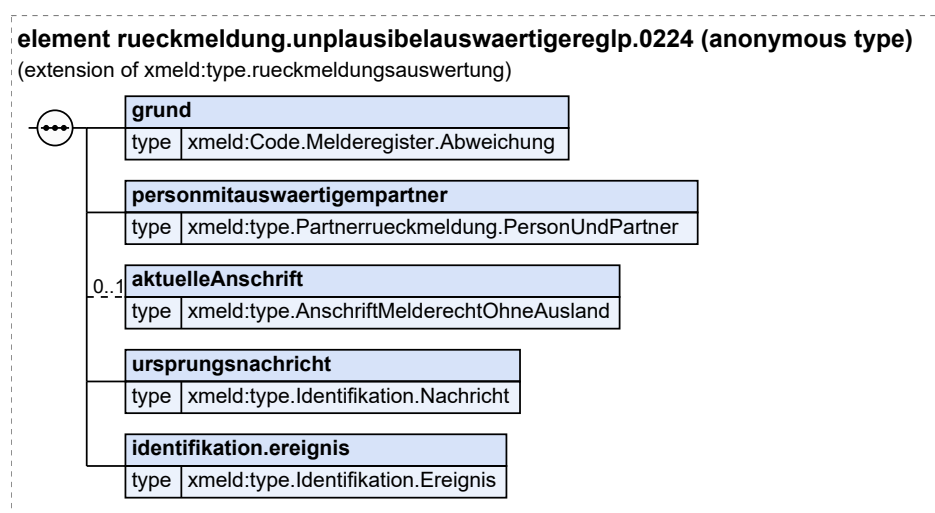 element rueckmeldung.unplausibelauswaertigereglp.0224 (anonymous type)
(extension of xmeld:type.rueckmeldungsauswertung)
grund
type xmeld:Code.Melderegister.Abweichung
personmitauswaertigempartner
type xmeld:type.Partnerrueckmeldung.PersonUndPartner
0..1
aktuelleAnschrift
type xmeld:type.AnschriftMelderechtOhneAusland
ursprungsnachricht
type xmeld:type.Identifikation.Nachricht
identifikation.ereignis
type xmeld:type.Identifikation.Ereignis